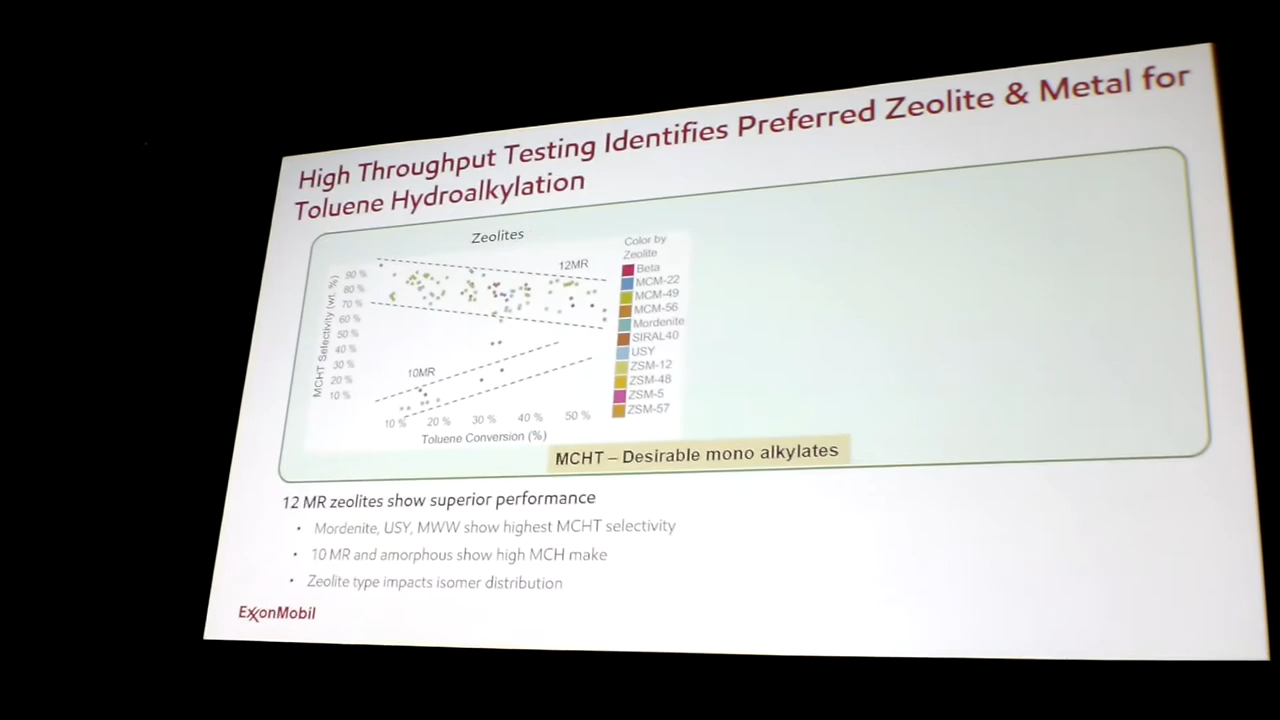 High Throughput Testing Identifies Preferred Zeolite & Metal for
Toluene Hydroalkylation
Zeolites
Color by
Zeolite
Beta
MCM-22
MCM-49
MCM-56
Mordenite
SIRAL40
USY
ZSM-12
ZSM-48
ZSM-5
ZSM-57
12MR
10MR
MCHT Selectivity (wt. %)
90 %
80 %
70 %
60 %
50 %
40 %
30 %
20 %
10 %
10 % 20 % 30 % 40 % 50 %
Toluene Conversion (%)
MCHT – Desirable mono alkylates
12 MR zeolites show superior performance
• Mordenite, USY, MWW show highest MCHT selectivity
• 10 MR and amorphous show high MCH make
• Zeolite type impacts isomer distribution
ExxonMobil